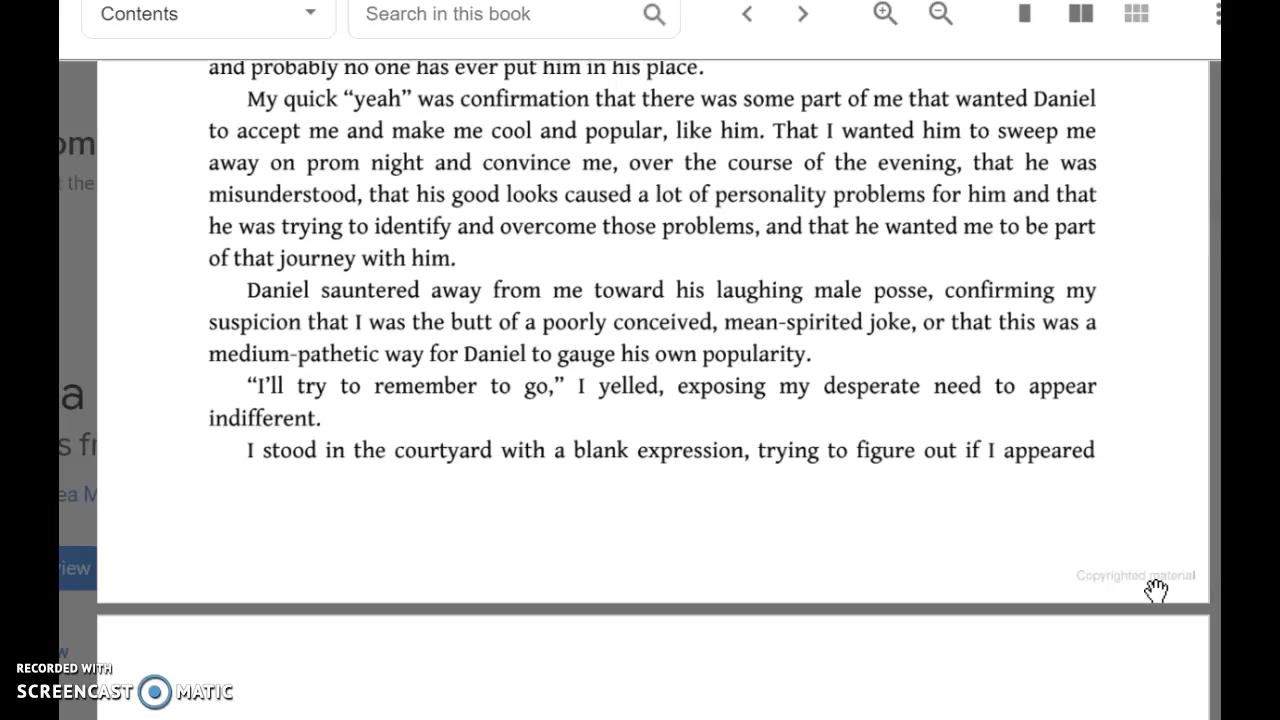 Contents
Search in this book
and probably no one has ever put him in his place.
My quick “yeah” was confirmation that there was some part of me that wanted Daniel
to accept me and make me cool and popular, like him. That I wanted him to sweep me
away on prom night and convince me, over the course of the evening, that he was
misunderstood, that his good looks caused a lot of personality problems for him and that
he was trying to identify and overcome those problems, and that he wanted me to be part
of that journey with him.
Daniel sauntered away from me toward his laughing male posse, confirming my
suspicion that I was the butt of a poorly conceived, mean-spirited joke, or that this was a
medium-pathetic way for Daniel to gauge his own popularity.
“I’ll try to remember to go,” I yelled, exposing my desperate need to appear
indifferent.
I stood in the courtyard with a blank expression, trying to figure out if I appeared
Copyrighted material
om
t the
a
s fr
ea M
view
w
RECORDED WITH
SCREENCAST MATIC